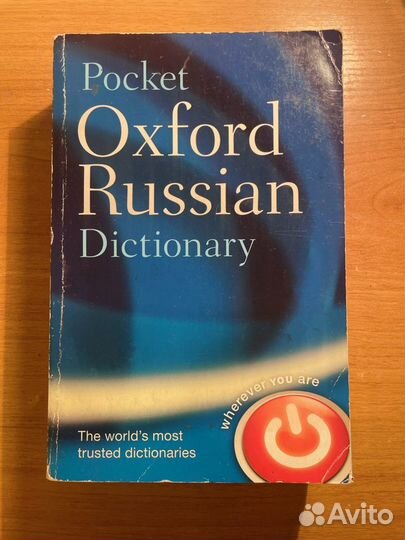 Pocket
Oxford
Russian
Dictionary
wherever you are
The world's most
trusted dictionaries
Avito